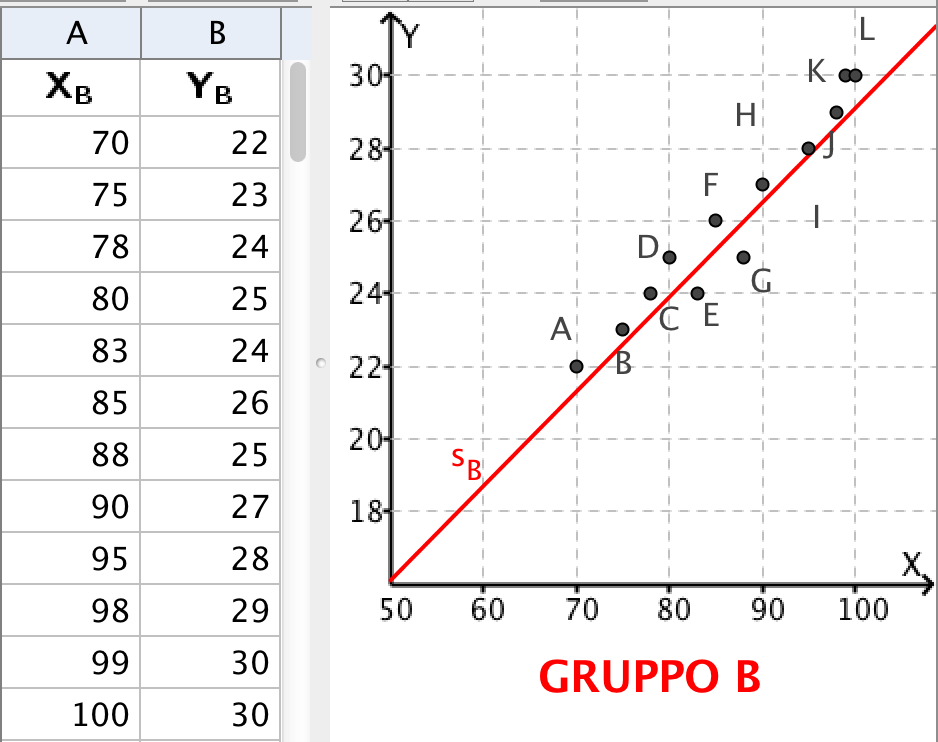 A B
X_B Y_B
70 22
75 23
78 24
80 25
83 24
85 26
88 25
90 27
95 28
98 29
99 30
100 30
Y
L
30 K
H
28 J
F
26 I
D
G
24 C E
A
22 B
20
s_B
18
X
50 60 70 80 90 100
GRUPPO B